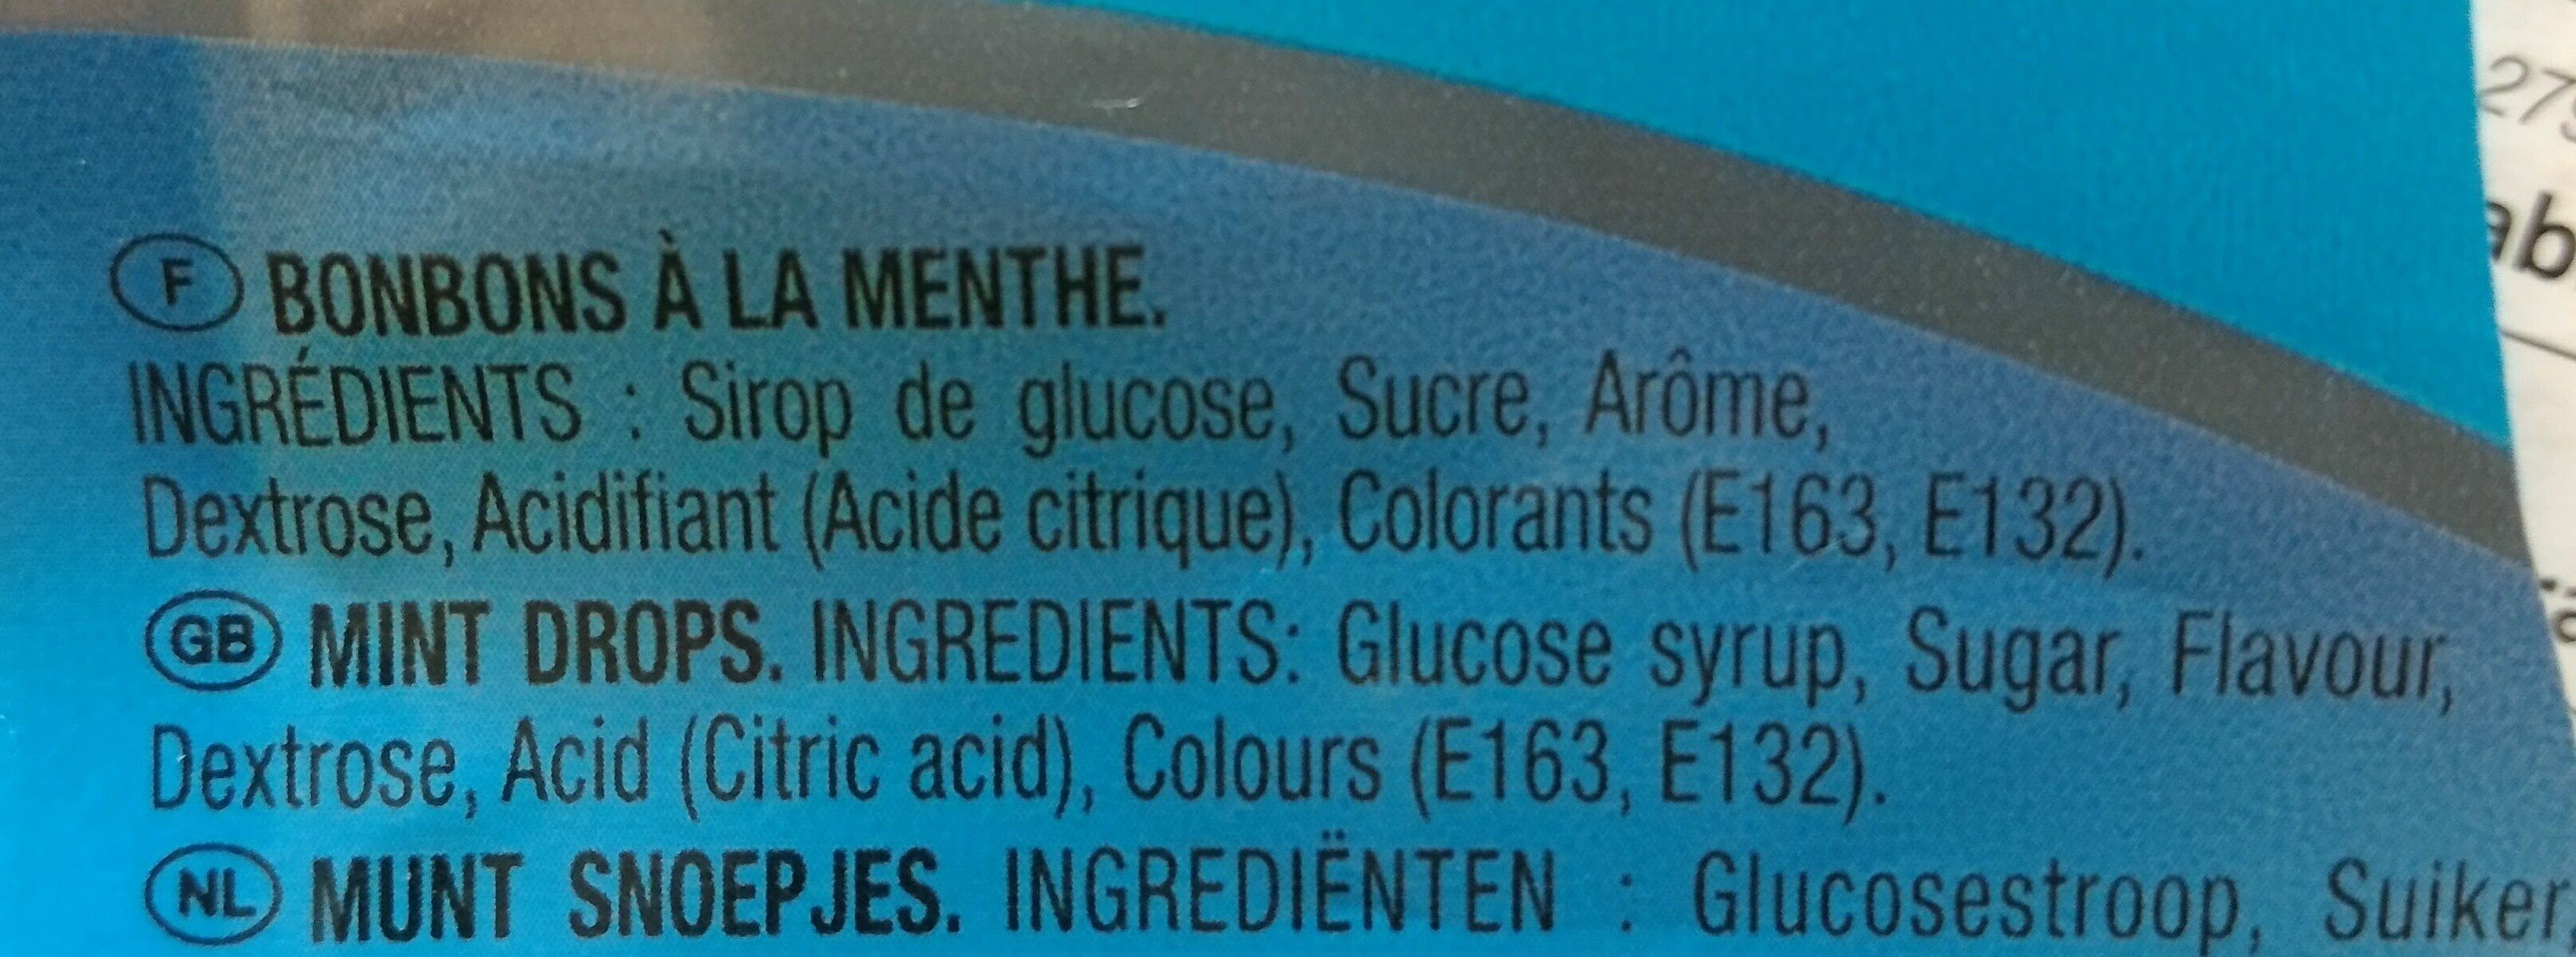 F BONBONS À LA MENTHE.
INGRÉDIENTS : Sirop de glucose, Sucre, Arôme,
Dextrose, Acidifiant (Acide citrique), Colorants (E163, E132).
GB MINT DROPS. INGREDIENTS: Glucose syrup, Sugar, Flavour,
Dextrose, Acid (Citric acid), Colours (E163, E132).
NL MUNT SNOEPJES. INGREDIËNTEN : Glucosestroop, Suiker,